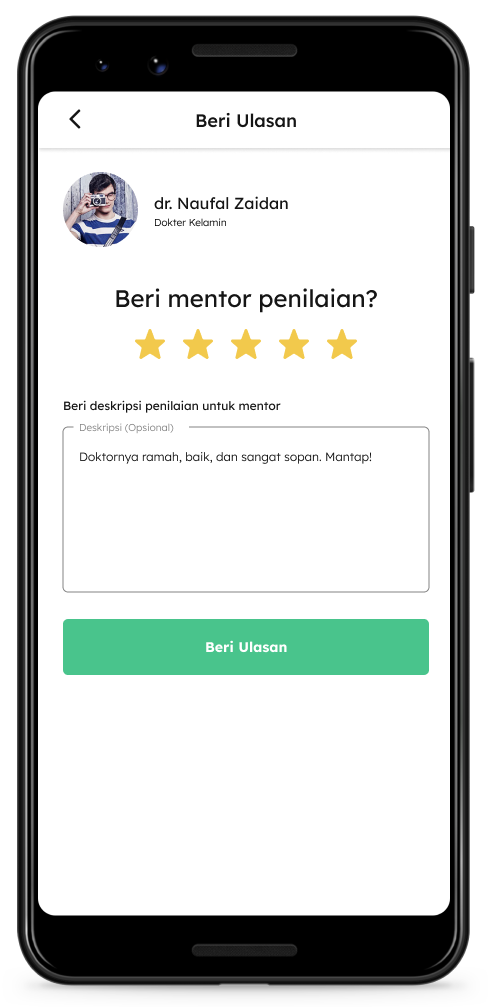 Beri Ulasan
dr. Naufal Zaidan
Dokter Kelamin
Beri mentor penilaian?
Beri deskripsi penilaian untuk mentor
Deskripsi (Opsional)
Doktornya ramah, baik, dan sangat sopan. Mantap!
Beri Ulasan